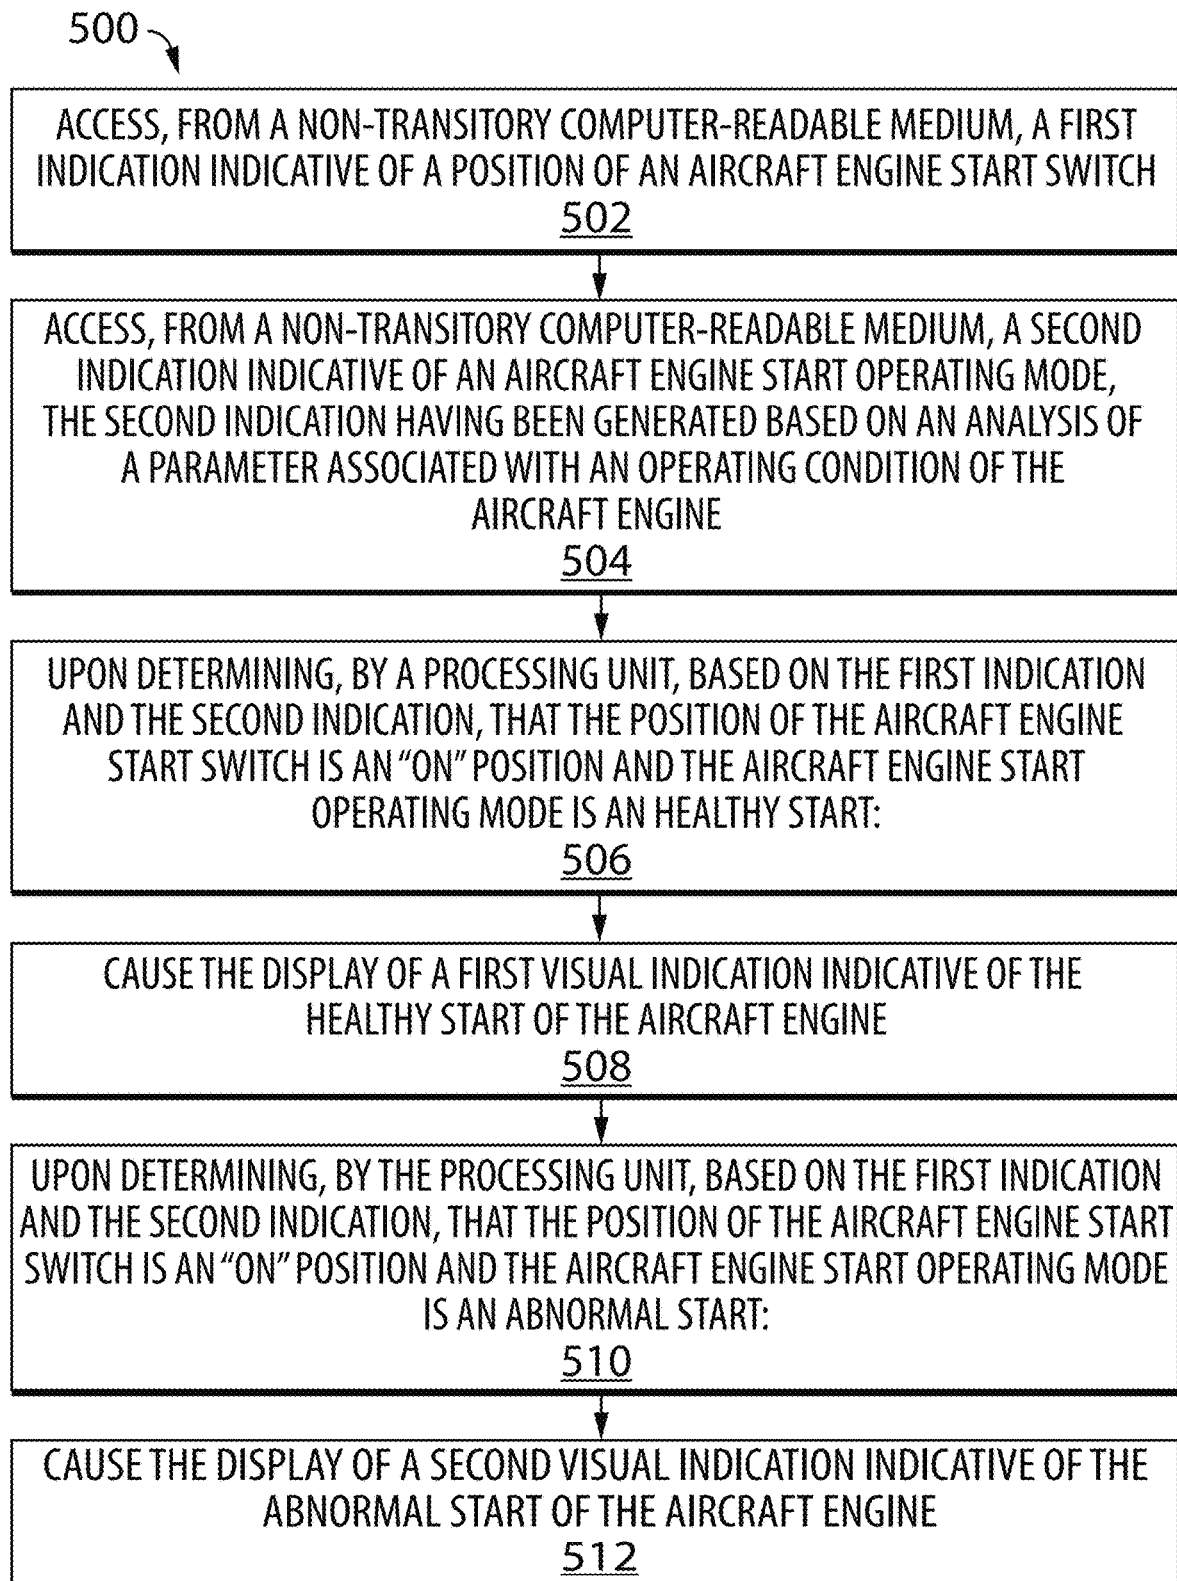 500
ACCESS, FROM A NON-TRANSITORY COMPUTER-READABLE MEDIUM, A FIRST
INDICATION INDICATIVE OF A POSITION OF AN AIRCRAFT ENGINE START SWITCH
502
ACCESS, FROM A NON-TRANSITORY COMPUTER-READABLE MEDIUM, A SECOND
INDICATION INDICATIVE OF AN AIRCRAFT ENGINE START OPERATING MODE,
THE SECOND INDICATION HAVING BEEN GENERATED BASED ON AN ANALYSIS OF
A PARAMETER ASSOCIATED WITH AN OPERATING CONDITION OF THE
AIRCRAFT ENGINE
504
UPON DETERMINING, BY A PROCESSING UNIT, BASED ON THE FIRST INDICATION
AND THE SECOND INDICATION, THAT THE POSITION OF THE AIRCRAFT ENGINE
START SWITCH IS AN “ON” POSITION AND THE AIRCRAFT ENGINE START
OPERATING MODE IS AN HEALTHY START:
506
CAUSE THE DISPLAY OF A FIRST VISUAL INDICATION INDICATIVE OF THE
HEALTHY START OF THE AIRCRAFT ENGINE
508
UPON DETERMINING, BY THE PROCESSING UNIT, BASED ON THE FIRST INDICATION
AND THE SECOND INDICATION, THAT THE POSITION OF THE AIRCRAFT ENGINE START
SWITCH IS AN “ON” POSITION AND THE AIRCRAFT ENGINE START OPERATING MODE
IS AN ABNORMAL START:
510
CAUSE THE DISPLAY OF A SECOND VISUAL INDICATION INDICATIVE OF THE
ABNORMAL START OF THE AIRCRAFT ENGINE
512